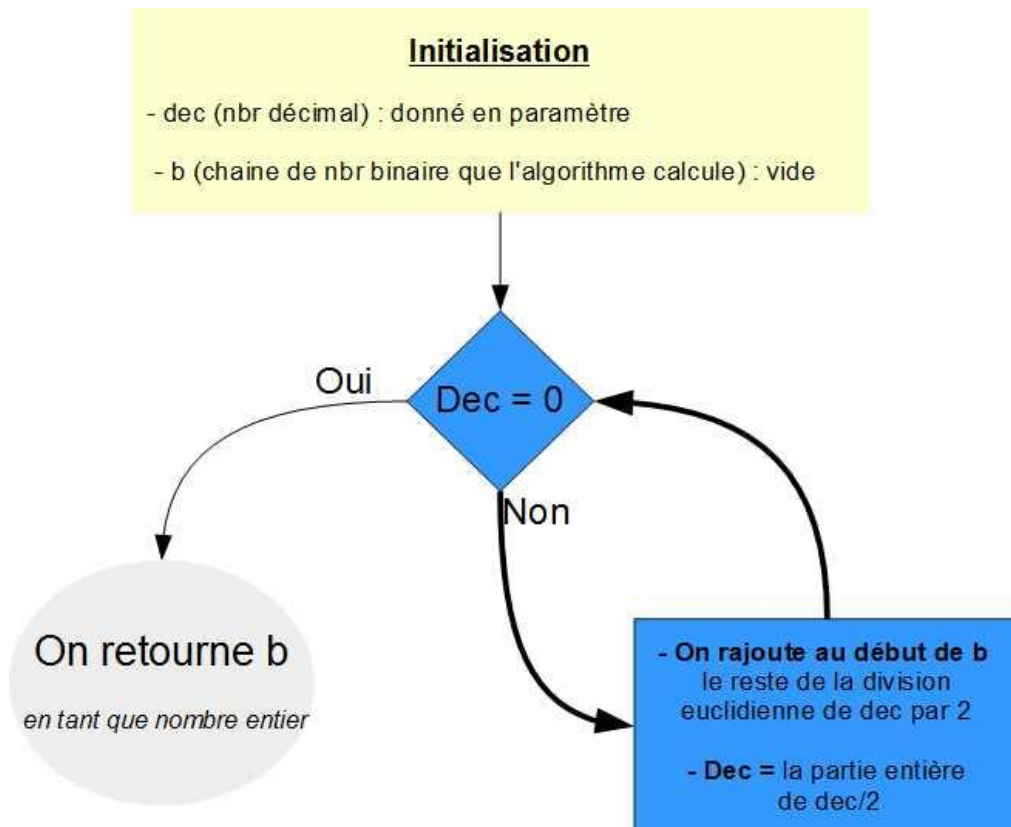 Initialisation
- dec (nbr décimal) : donné en paramètre
- b (chaine de nbr binaire que l'algorithme calcule) : vide
Oui
Dec = 0
Non
On retourne b
en tant que nombre entier
- On rajoute au début de b
le reste de la division
euclidienne de dec par 2
- Dec = la partie entière
de dec/2